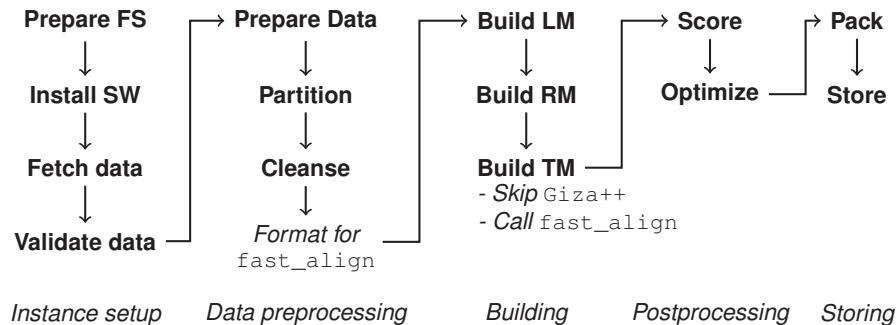 Prepare FS
Install SW
Fetch data
Validate data
Instance setup
Prepare Data
Partition
Cleanse
Format for
fast_align
Data preprocessing
Build LM
Build RM
Build TM
- Skip Giza++
- Call fast_align
Building
Score
Optimize
Postprocessing
Pack
Store
Storing